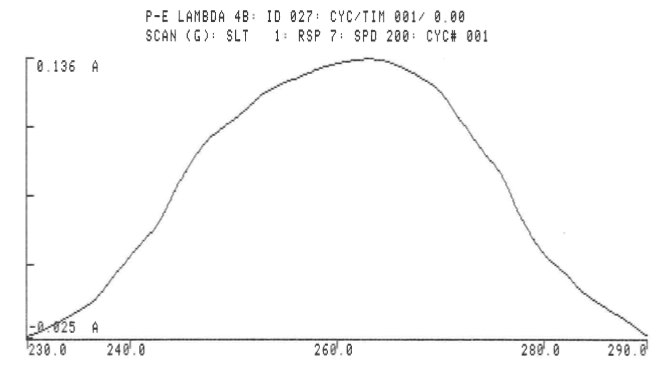 P-E LAMBDA 4B: ID 027: CYC/TIM 001/ 0.00
SCAN (G): SLT 1: RSP 7: SPD 200: CYC# 001
0.136 A
-0.025 A
230.0 240.0 260.0 280.0 290.0